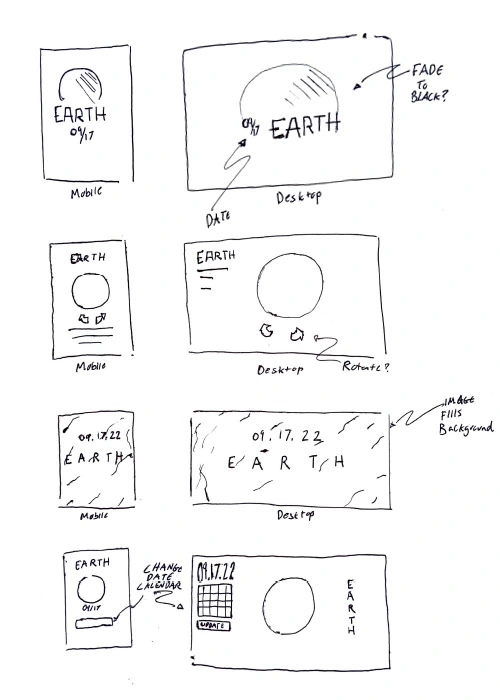 EARTH
09/17
Mobile
09/17 EARTH
Desktop
DATE
FADE
TO
BLACK?
EARTH
Mobile
EARTH
Desktop
Rotate?
09.17.22
EARTH
Mobile
09.17.22
EARTH
Desktop
IMAGE
Fills
Background
EARTH
09/17
Mobile
CHANGE
DATE
CALENDAR
09.17.22
UPDATE
EARTH
Desktop